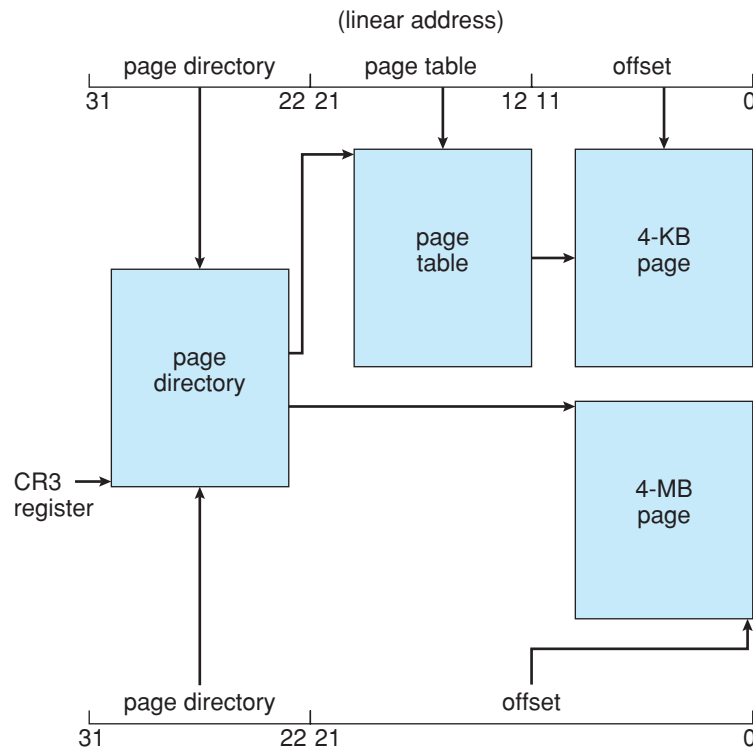 (linear address)
page directory page table offset
31 22 21 12 11 0
page
table
4-KB
page
page
directory
CR3
register
4-MB
page
page directory offset
31 22 21 0